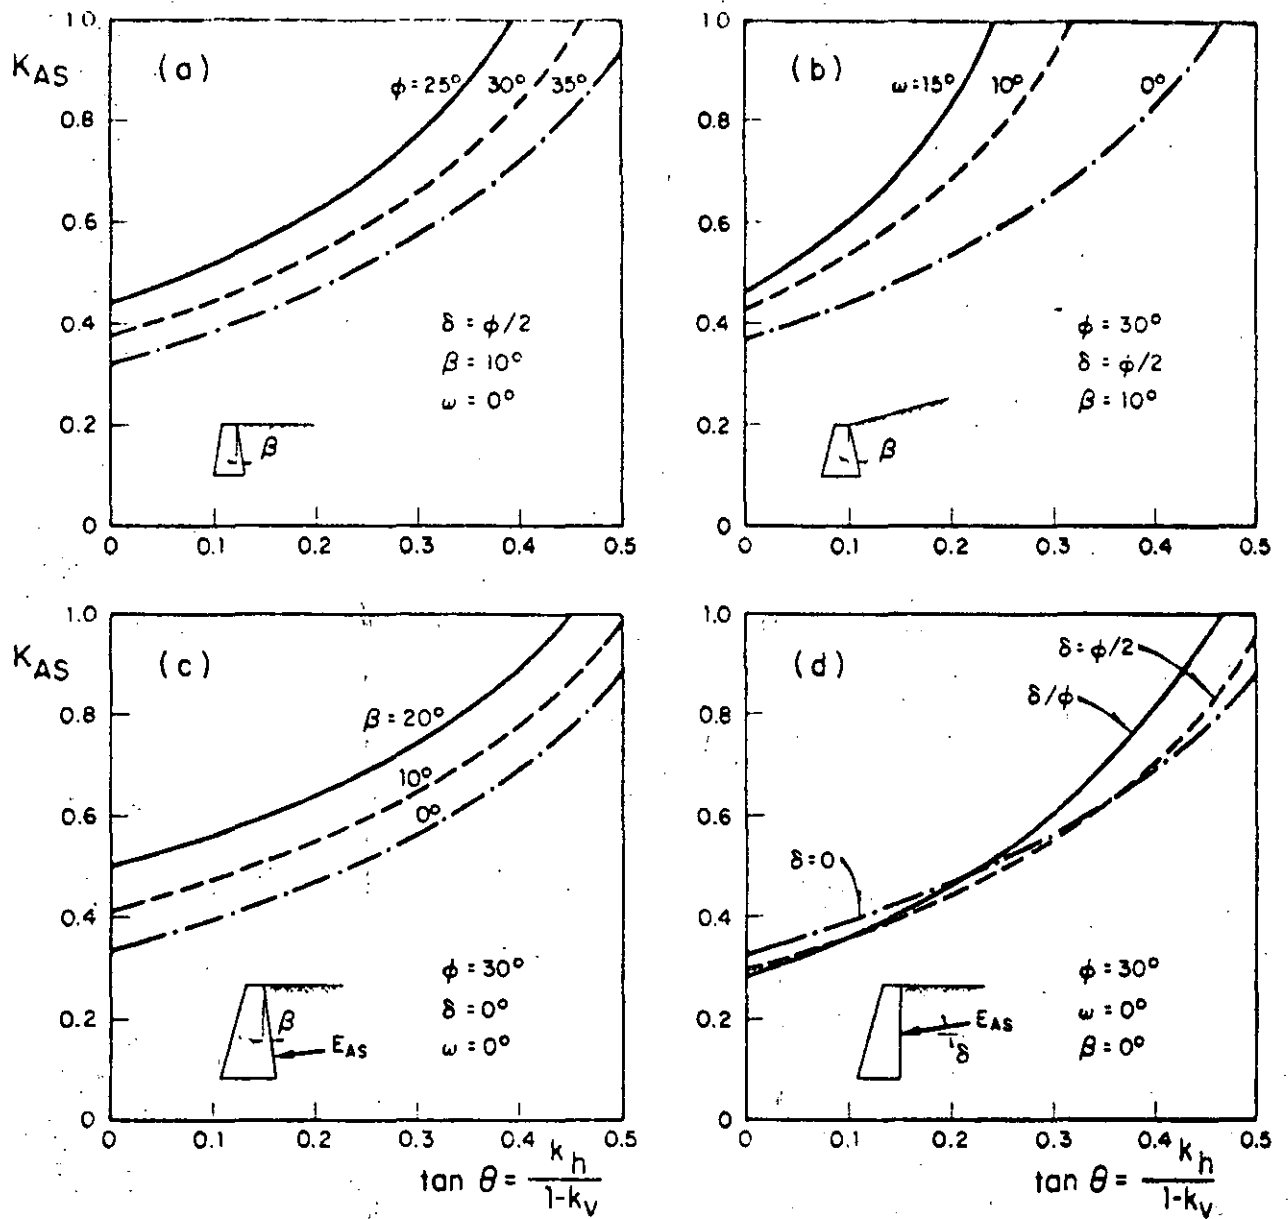 (a)
K_AS
1.0
0.8
0.6
0.4
0.2
0
φ = 25° 30° 35°
δ = φ/2
β = 10°
ω = 0°
β
0 0.1 0.2 0.3 0.4 0.5
(b)
1.0
0.8
0.6
0.4
0.2
0
ω = 15° 10° 0°
φ = 30°
δ = φ/2
β = 10°
β
0 0.1 0.2 0.3 0.4 0.5
(c)
K_AS
1.0
0.8
0.6
0.4
0.2
0
β = 20°
10°
0°
φ = 30°
δ = 0°
ω = 0°
β
E_AS
0 0.1 0.2 0.3 0.4 0.5
tan θ = k_h / 1-k_v
(d)
1.0
0.8
0.6
0.4
0.2
0
δ = φ/2
δ/φ
δ = 0
φ = 30°
ω = 0°
β = 0°
E_AS
δ
0 0.1 0.2 0.3 0.4 0.5
tan θ = k_h / 1-k_v